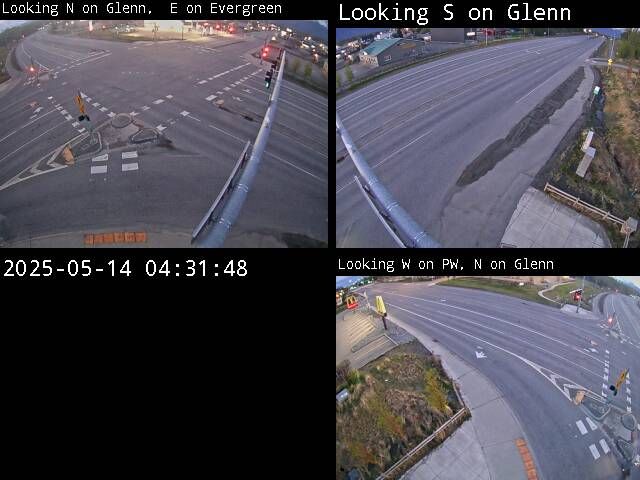 Looking N on Glenn,  E on Evergreen
Looking S on Glenn
2025-05-14 04:31:48
Looking W on PW, N on Glenn